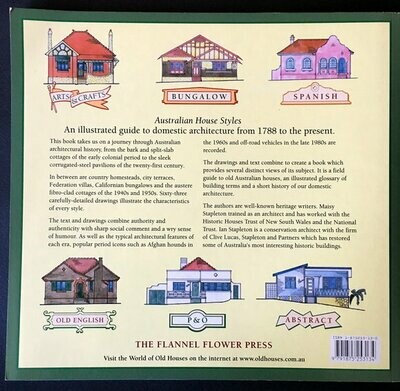 ARTS & CRAFTS
BUNGALOW
SPANISH
Australian House Styles
An illustrated guide to domestic architecture from 1788 to the present.
This book takes us on a journey through Australian
architectural history, from the bark and split-slab
cottages of the early colonial period to the sleek
corrugated-steel pavilions of the twenty-first century.
In between are country homesteads, city terraces,
Federation villas, Californian bungalows and the austere
fibro-clad cottages of the 1940s and 1950s. Sixty-three
carefully-detailed drawings illustrate the characteristics
of every style.
The text and drawings combine authority and
authenticity with sharp social comment and a wry sense
of humour. As well as the typical architectural features of
each era, popular period icons such as Afghan hounds in
the 1960s and off-road vehicles in the late 1980s are
recorded.
The drawings and text combine to create a book which
provides several distinct views of its subject. It is a field
guide to old Australian houses, an illustrated glossary of
building terms and a short history of our domestic
architecture.
The authors are well-known heritage writers. Maisy
Stapleton trained as an architect and has worked with the
Historic Houses Trust of New South Wales and the National
Trust. Ian Stapleton is a conservation architect with the firm
of Clive Lucas, Stapleton and Partners which has restored
some of Australia's most interesting historic buildings.
OLD ENGLISH
P & O
ABSTRACT
THE FLANNEL FLOWER PRESS
Visit the World of Old Houses on the internet at www.oldhouses.com.au